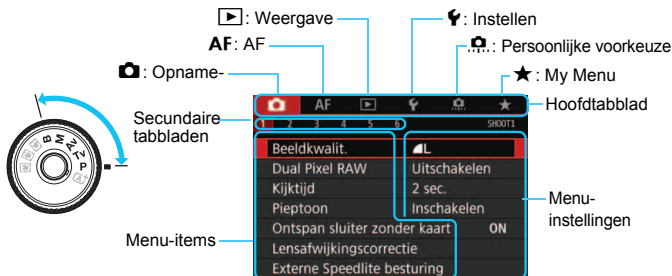 ▶: Weergave
: Instellen
AF: AF
: Persoonlijke voorkeuze
: Opname-
★: My Menu
AF
Hoofdtabblad
Secundaire tabbladen
1 2 3 4 5 6 SHOOT1
Beeldkwalit. L
Dual Pixel RAW Uitschakelen
Kijktijd 2 sec.
Pieptoon Inschakelen
Ontspan sluiter zonder kaart ON
Lensafwijkingscorrectie
Externe Speedlite besturing
Menu-instellingen
Menu-items
B M Av Tv P A+